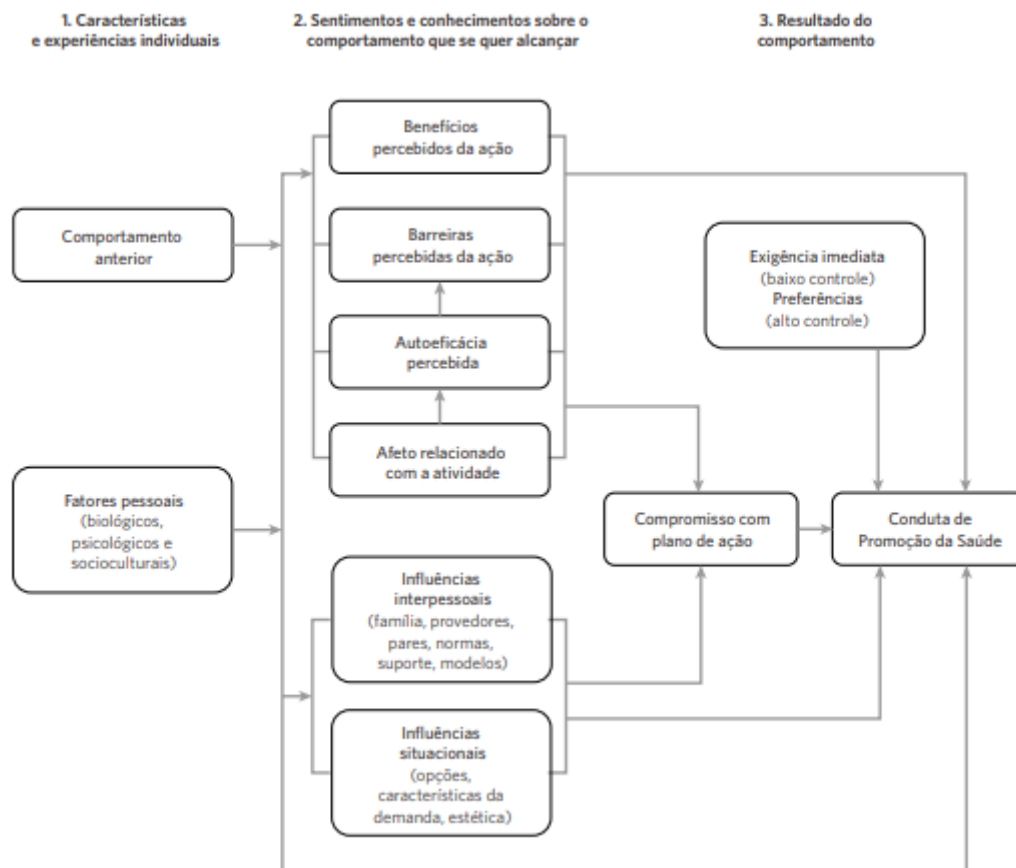 1. Características
e experiências individuais
2. Sentimentos e conhecimentos sobre o
comportamento que se quer alcançar
3. Resultado do
comportamento
Benefícios
percebidos da ação
Comportamento
anterior
Barreiras
percebidas da ação
Exigência imediata
(baixo controle)
Preferências
(alto controle)
Autoeficácia
percebida
Afeto relacionado
com a atividade
Fatores pessoais
(biológicos,
psicológicos e
socioculturais)
Compromisso com
plano de ação
Conduta de
Promoção da Saúde
Influências
interpessoais
(família, provedores,
pares, normas,
suporte, modelos)
Influências
situacionais
(opções,
características da
demanda, estética)